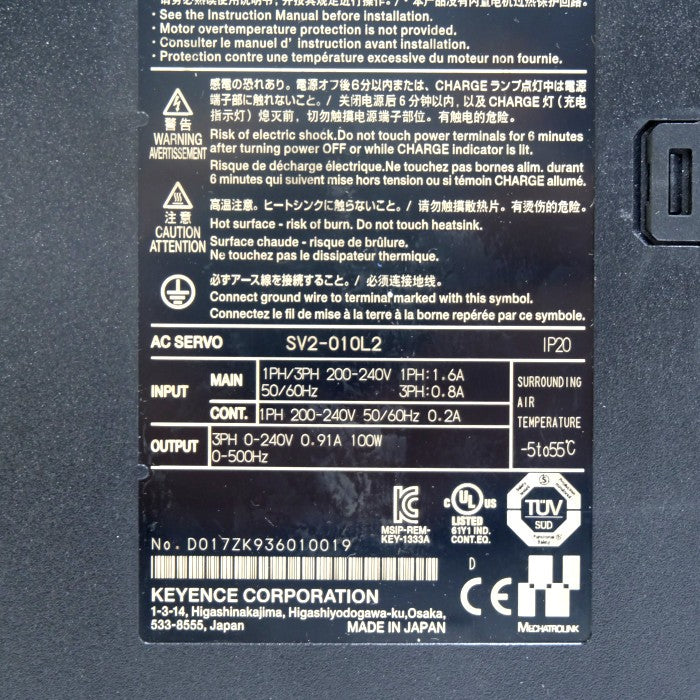 ・See the Instruction Manual before installation.
・Motor overtemperature protection is not provided.
・Consulter le manuel d' instruction avant installation.
・Protection contre une température excessive du moteur non fournie.
感電の恐れあり。電源オフ後6分以内または、CHARGE ランプ点灯中は電源
端子部に触れないこと。/ 关闭电源后6分钟以内，以及CHARGE灯（充电
指示灯）熄灭前，切勿触摸电源端子部位。有触电的危险。
警告
WARNING
AVERTISSEMENT
Risk of electric shock.Do not touch power terminals for 6 minutes
after turning power OFF or while CHARGE indicator is lit.
Risque de décharge électrique.Ne touchez pas bornes alim. durant
6 minutes qui suivent mise hors tension ou si témoin CHARGE allumé.
高温注意。ヒートシンクに触らないこと。/ 请勿触摸散热片。有烫伤的危险。
注意
CAUTION
ATTENTION
Hot surface - risk of burn. Do not touch heatsink.
Surface chaude - risque de brûlure.
Ne touchez pas le dissipateur thermique.
必ずアース線を接続すること。/ 必须连接地线。
Connect ground wire to terminal marked with this symbol.
Connectez le fil de mise à la terre à la borne repérée par ce symbole.
AC SERVO SV2-010L2 IP20
INPUT MAIN 1PH/3PH 200-240V 1PH:1.6A
50/60Hz 3PH:0.8A
CONT. 1PH 200-240V 50/60Hz 0.2A
SURROUNDING
AIR
TEMPERATURE
-5to55℃
OUTPUT 3PH 0-240V 0.91A 100W
0-500Hz
MSIP-REM-
KEY-1333A
C UL US
LISTED
61Y1 IND.
CONT.EQ.
TÜV
SÜD
Functional
Safety
No. D017ZK936010019
D
CE
KEYENCE CORPORATION
1-3-14, Higashinakajima, Higashiyodogawa-ku,Osaka,
533-8555, Japan MADE IN JAPAN
MECHATROLINK